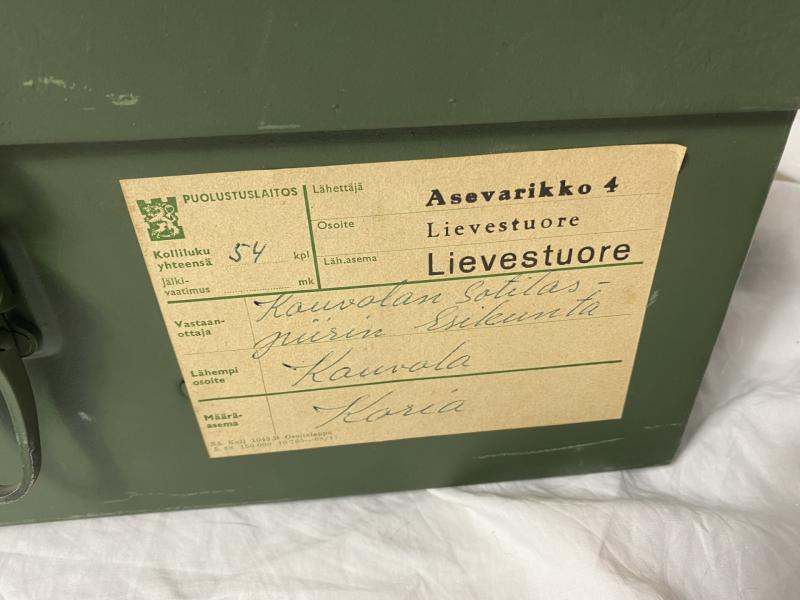 PUOLUSTUSLAITOS
Kolliluku
yhteensä 54 kpl
Jälki-
vaatimus mk
Lähettäjä Asevarikko 4
Osoite Lievestuore
Läh.asema Lievestuore
Vastaan-
ottaja
Kouvolan Sotilas-
piirin Esikunta
Lähempi
osoite
Kouvola
Määrä-
asema
Koria
Osoitelappu